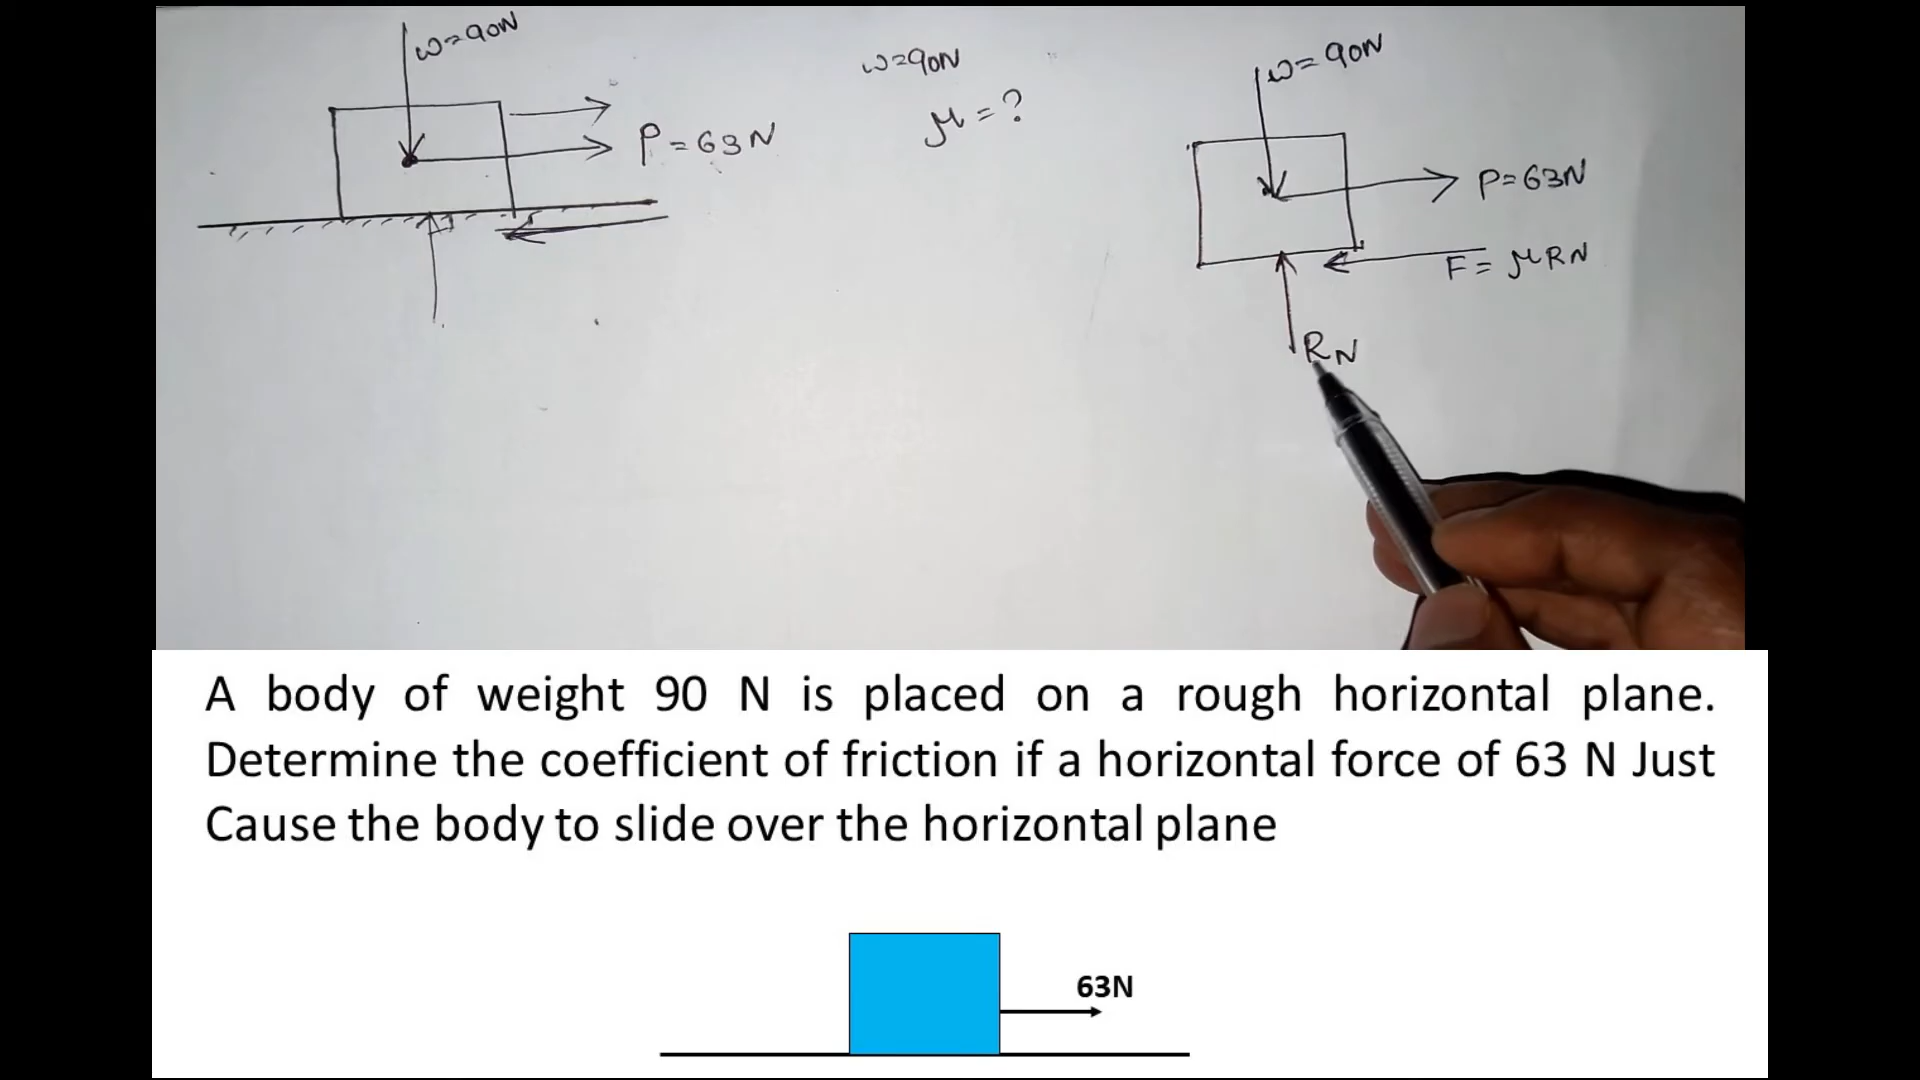 w=90N
P=63N
w=90N
μ=?
w=90N
P=63N
F=μRN
RN
A body of weight 90 N is placed on a rough horizontal plane.
Determine the coefficient of friction if a horizontal force of 63 N Just
Cause the body to slide over the horizontal plane
63N